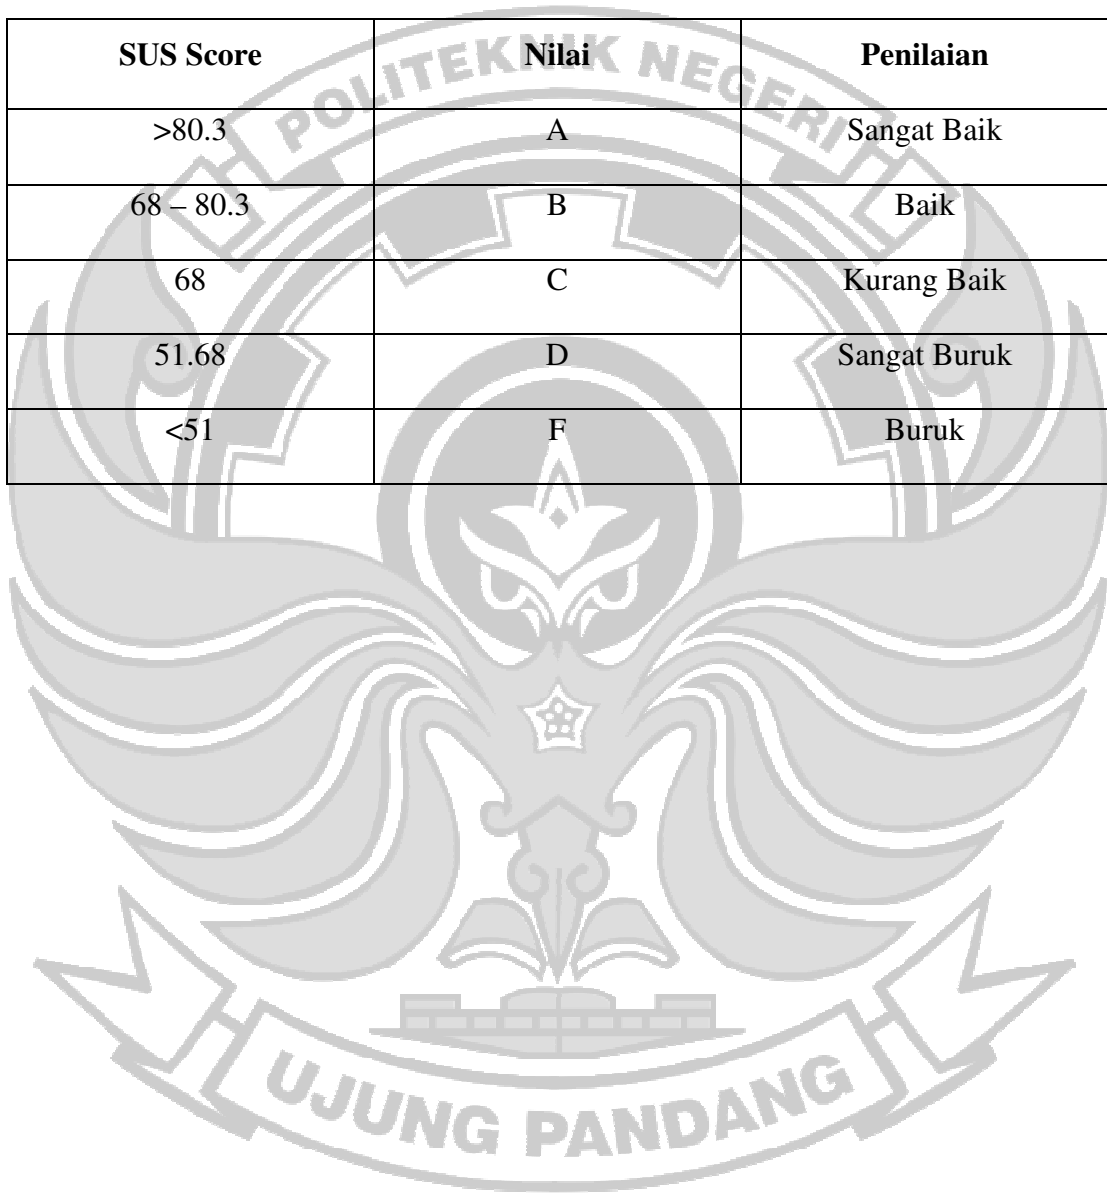 SUS Score Nilai Penilaian
>80.3 A Sangat Baik
68 – 80.3 B Baik
68 C Kurang Baik
51.68 D Sangat Buruk
<51 F Buruk
POLITEKNIK NEGERI
UJUNG PANDANG